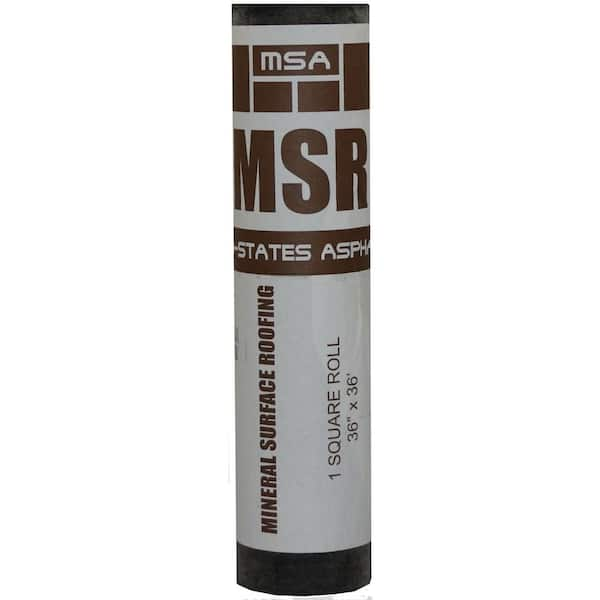 MSA
MSR
-STATES ASPHA
MINERAL SURFACE ROOFING
1 SQUARE ROLL
36" x 36'